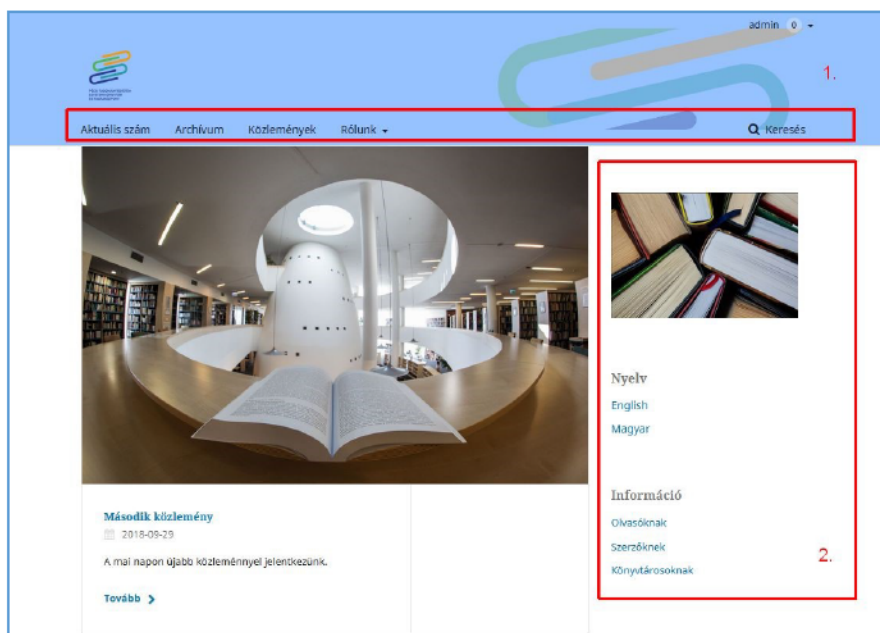 admin 0
1.
Aktuális szám Archívum Közlemények Rólunk Keresés
Nyelv
English
Magyar
Információ
Olvasóknak
Szerzőknek
Könyvtárosoknak
2.
Második közlemény
2018-09-29
A mai napon újabb közleménnyel jelentkezünk.
Tovább